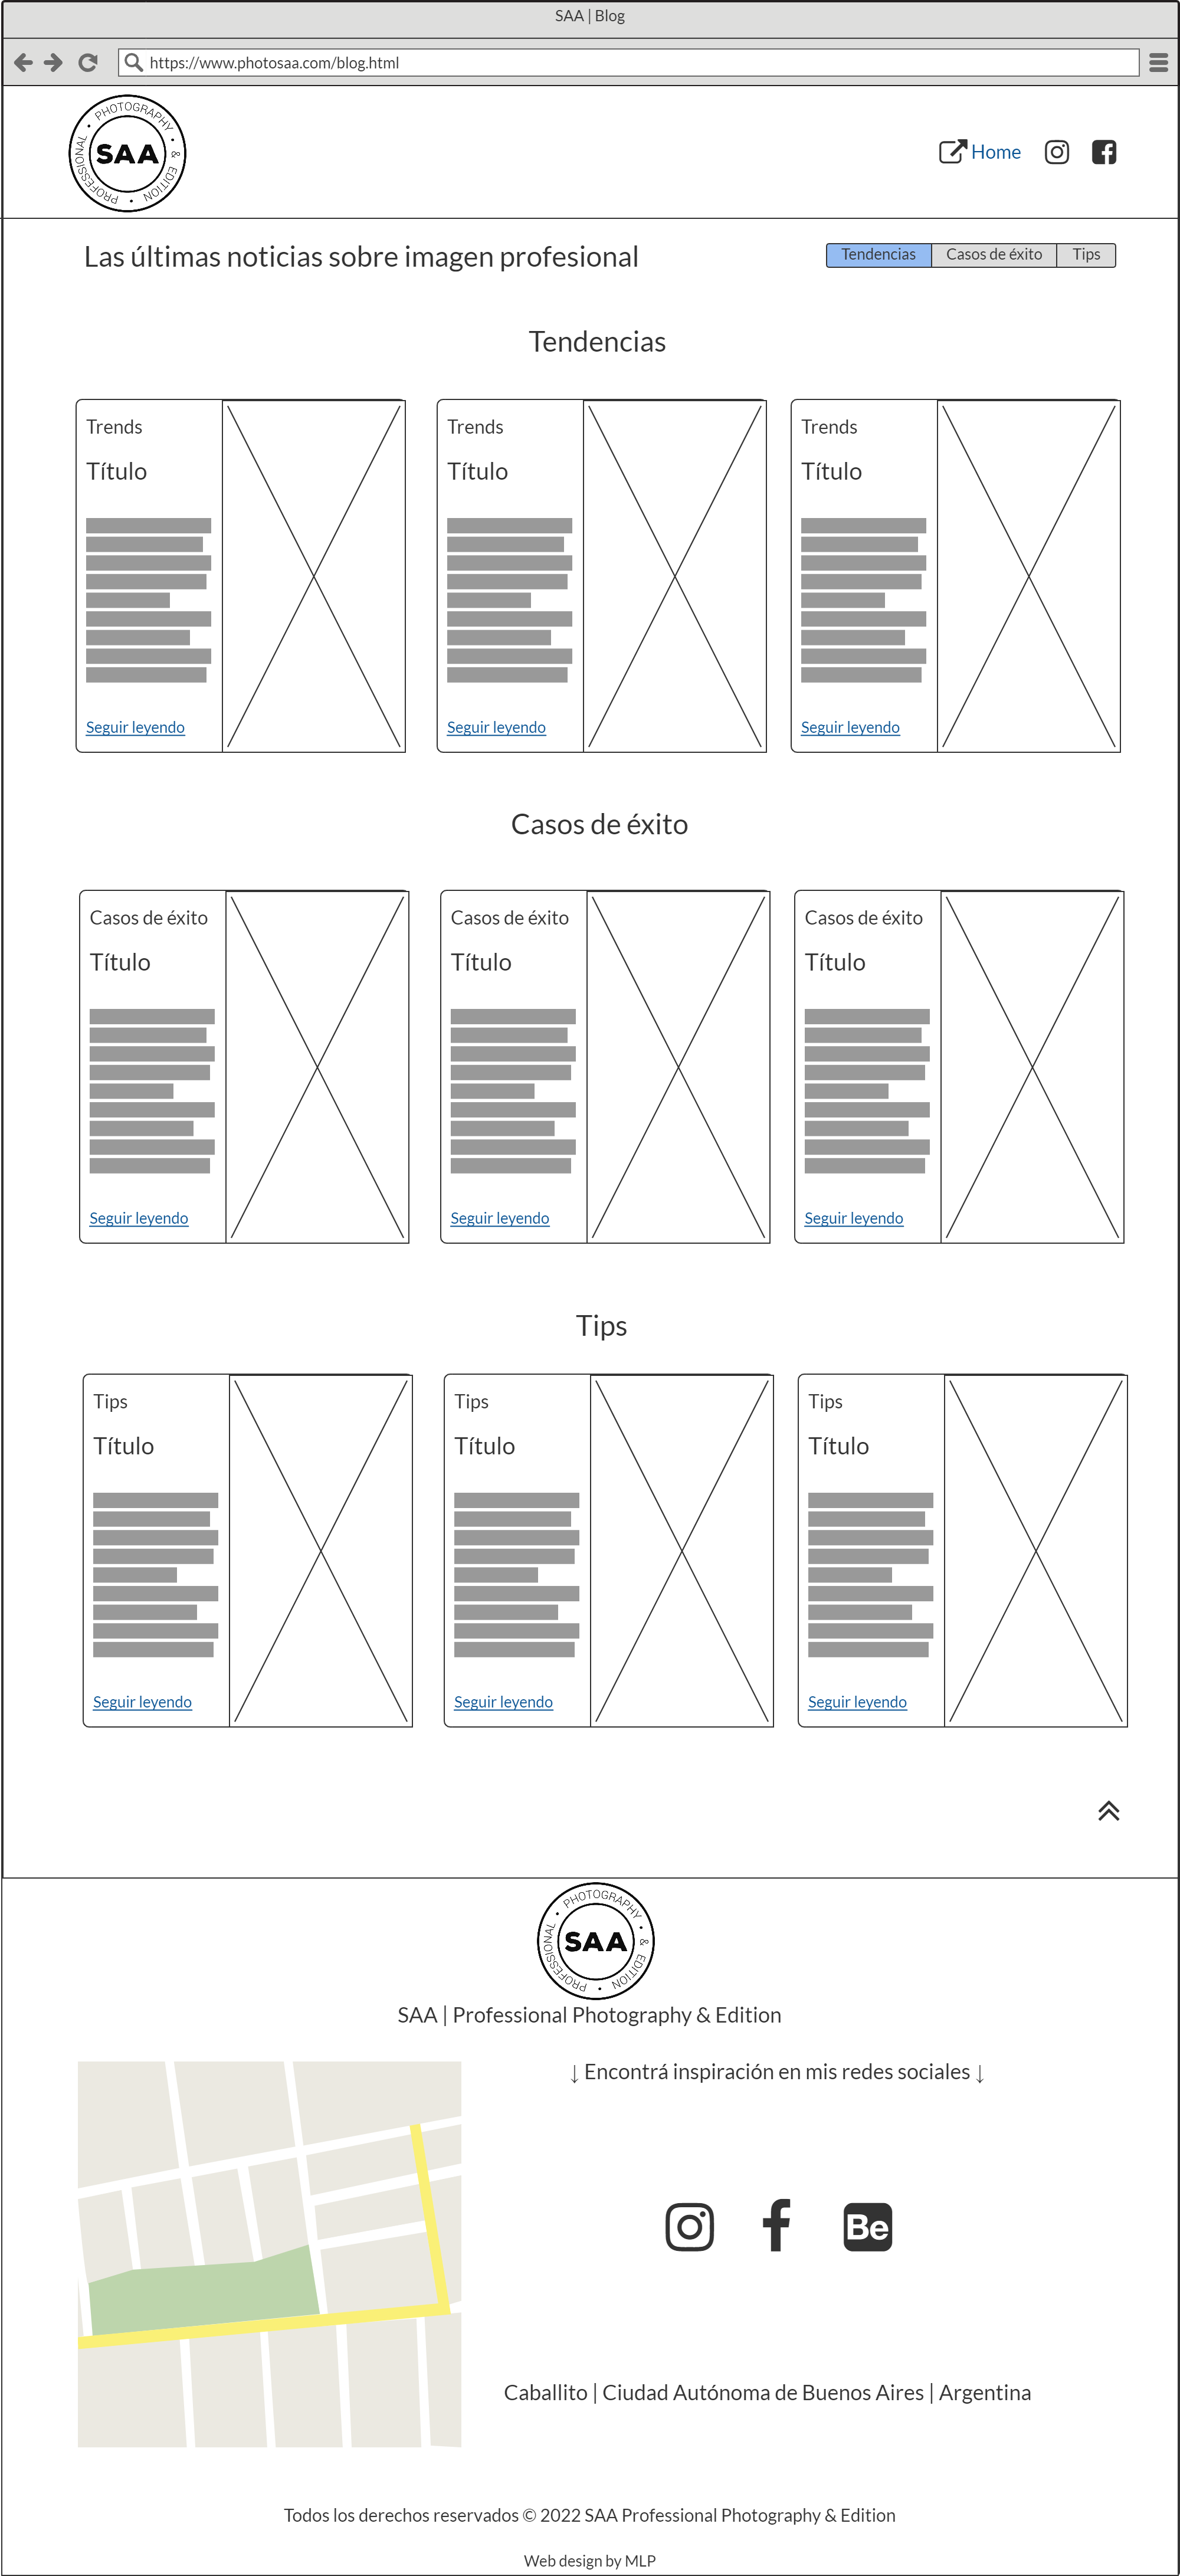 SAA | Blog
https://www.photosaa.com/blog.html
PROFESSIONAL • PHOTOGRAPHY • & EDITION •
SAA
Home
Las últimas noticias sobre imagen profesional
Tendencias Casos de éxito Tips
Tendencias
Trends
Título
Seguir leyendo
Trends
Título
Seguir leyendo
Trends
Título
Seguir leyendo
Casos de éxito
Casos de éxito
Título
Seguir leyendo
Casos de éxito
Título
Seguir leyendo
Casos de éxito
Título
Seguir leyendo
Tips
Tips
Título
Seguir leyendo
Tips
Título
Seguir leyendo
Tips
Título
Seguir leyendo
PROFESSIONAL • PHOTOGRAPHY • & EDITION •
SAA
SAA | Professional Photography & Edition
↓ Encontrá inspiración en mis redes sociales ↓
Be
Caballito | Ciudad Autónoma de Buenos Aires | Argentina
Todos los derechos reservados © 2022 SAA Professional Photography & Edition
Web design by MLP